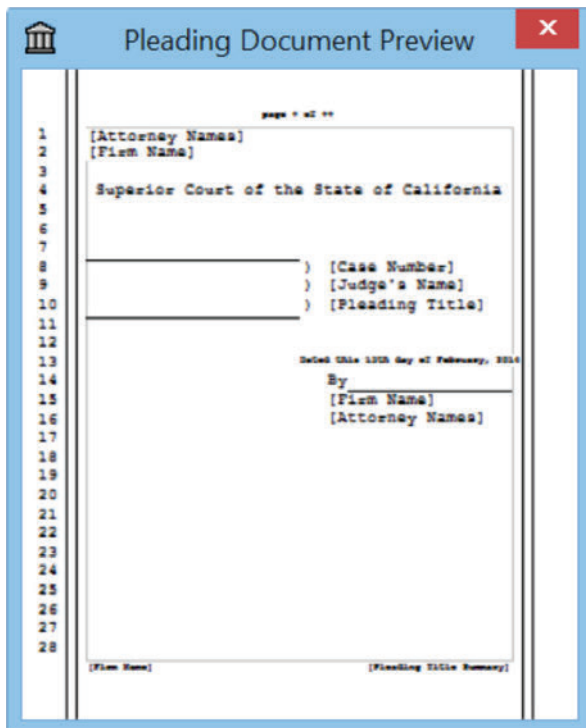 Pleading Document Preview
X
page * of **
1 [Attorney Names]
2 [Firm Name]
3
4 Superior Court of the State of California
5
6
7
8 ) [Case Number]
9 ) [Judge's Name]
10 ) [Pleading Title]
11
12
13 Dated this 13th day of February, 2014
14 By
15 [Firm Name]
16 [Attorney Names]
17
18
19
20
21
22
23
24
25
26
27
28
[Firm Name] [Pleading Title Summary]